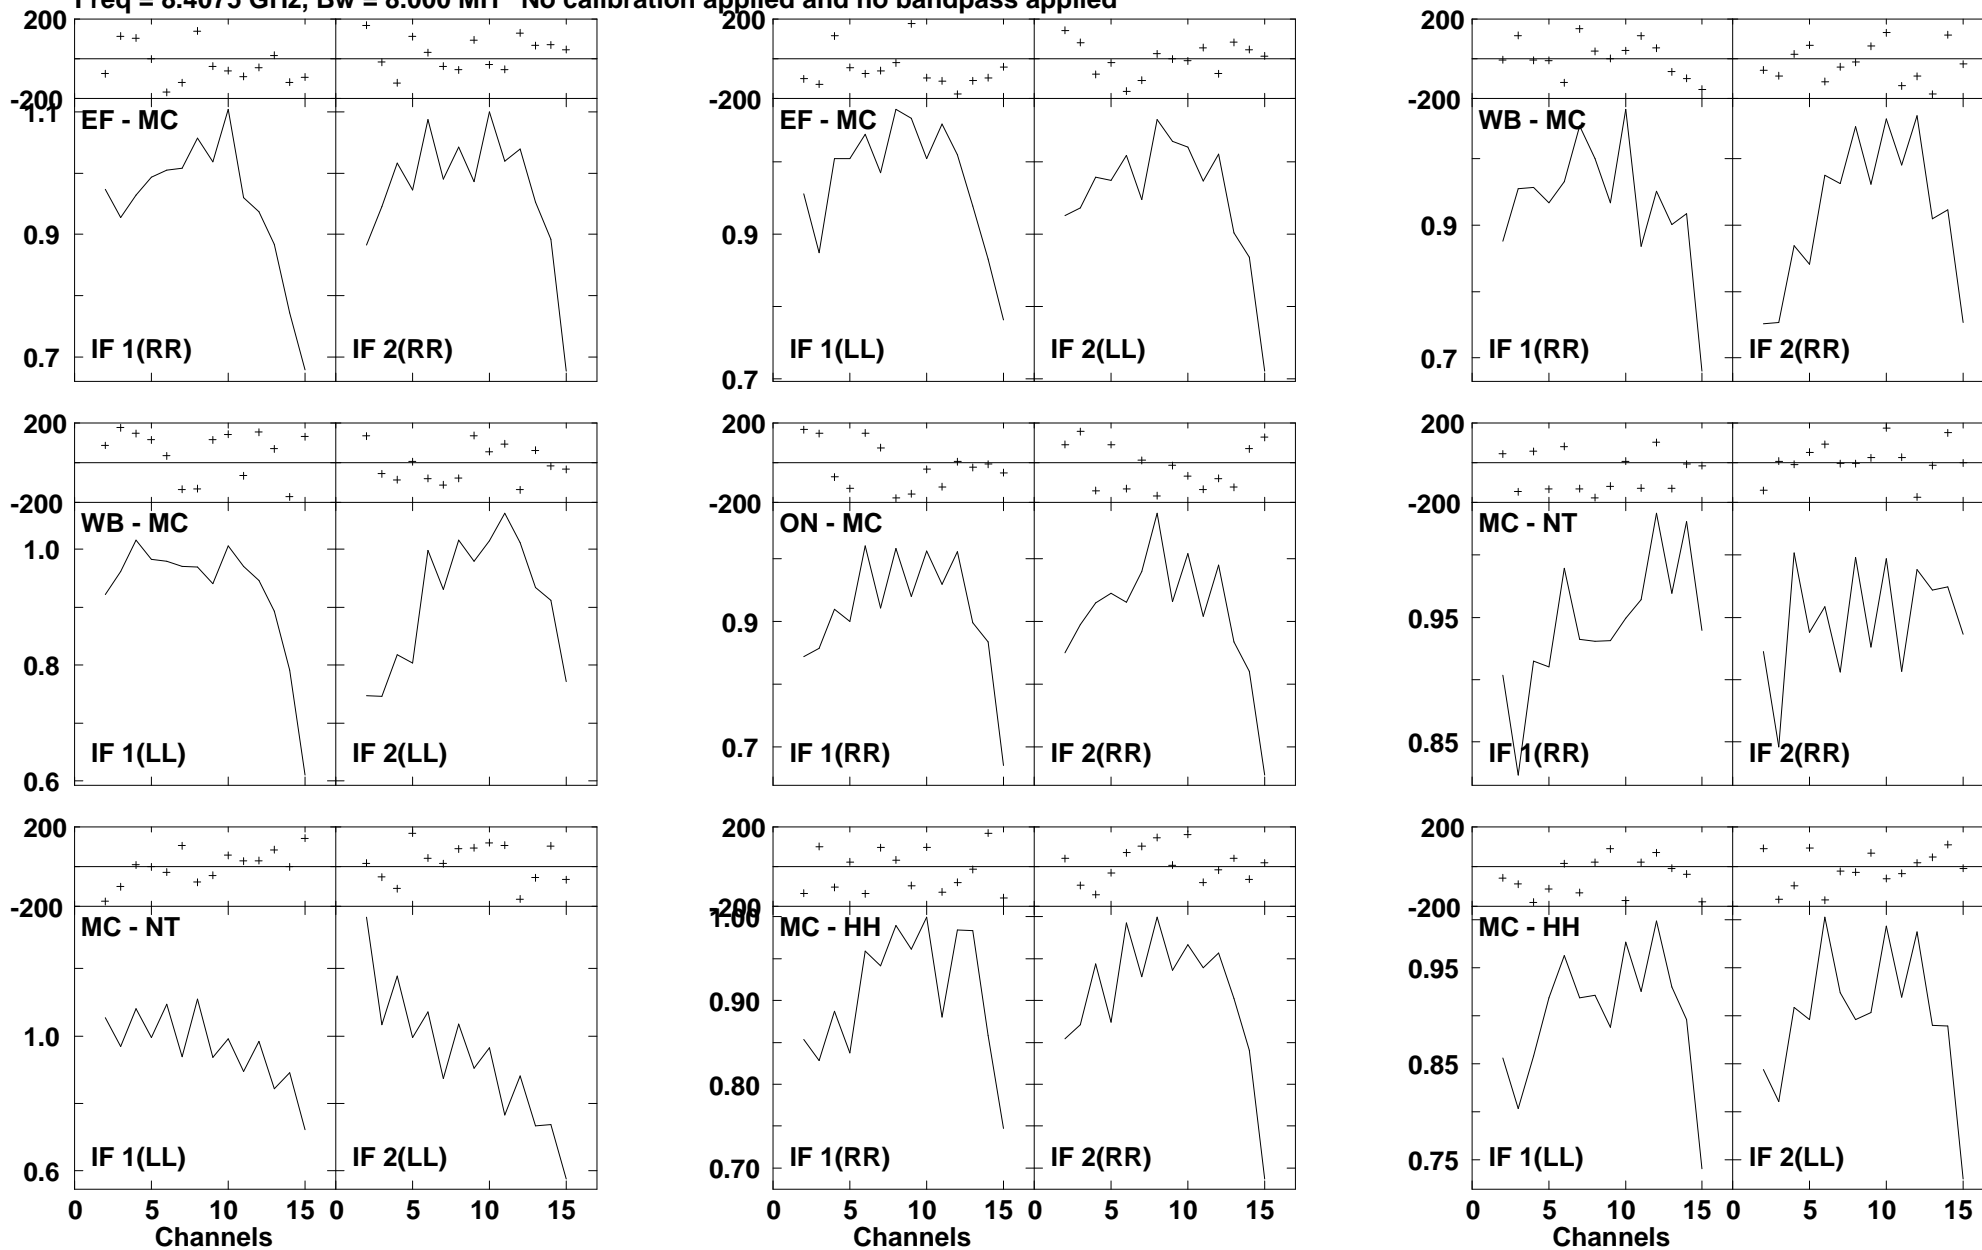 Freq = 8.4075 GHz, Bw = 8.000 MH No calibration applied and no bandpass applied
200 200 200
-200 -200 -200
1.1
EF - MC EF - MC WB - MC
0.9 0.9 0.9
IF 1(RR) IF 2(RR) IF 1(LL) IF 2(LL) IF 1(RR) IF 2(RR)
0.7 0.7 0.7
200 200 200
-200 -200 -200
WB - MC ON - MC MC - NT
1.0
0.9 0.95
0.8
IF 1(LL) IF 2(LL) IF 1(RR) IF 2(RR) IF 1(RR) IF 2(RR)
0.6 0.7 0.85
200 200 200
-200 -200 -200
1.00
MC - NT MC - HH MC - HH
1.0 0.90 0.95
0.80 0.85
IF 1(LL) IF 2(LL) IF 1(RR) IF 2(RR) IF 1(LL) IF 2(LL)
0.6 0.70 0.75
0 5 10 15 0 5 10 15 0 5 10 15 0 5 10 15 0 5 10 15 0 5 10 15
Channels Channels Channels